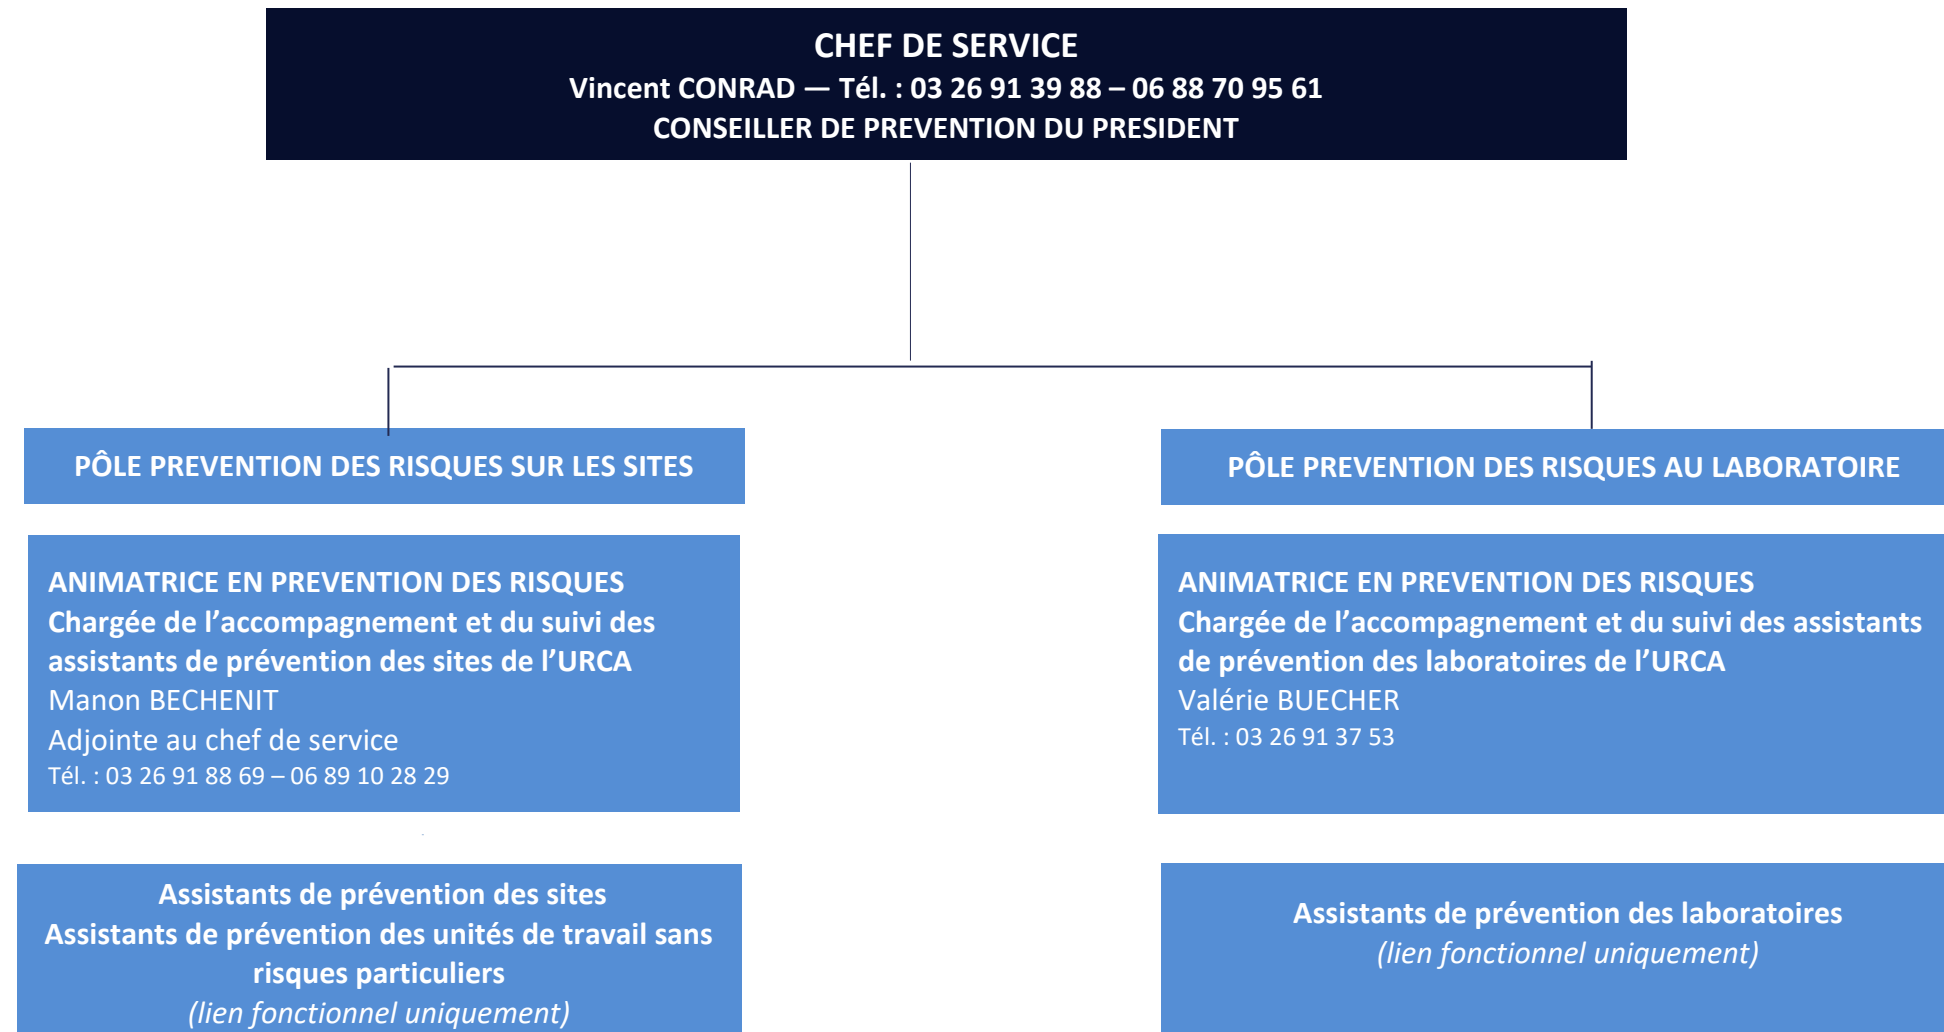 CHEF DE SERVICE
Vincent CONRAD — Tél. : 03 26 91 39 88 – 06 88 70 95 61
CONSEILLER DE PREVENTION DU PRESIDENT
PÔLE PREVENTION DES RISQUES SUR LES SITES
ANIMATRICE EN PREVENTION DES RISQUES
Chargée de l’accompagnement et du suivi des
assistants de prévention des sites de l’URCA
Manon BECHENIT
Adjointe au chef de service
Tél. : 03 26 91 88 69 – 06 89 10 28 29
Assistants de prévention des sites
Assistants de prévention des unités de travail sans
risques particuliers
(lien fonctionnel uniquement)
PÔLE PREVENTION DES RISQUES AU LABORATOIRE
ANIMATRICE EN PREVENTION DES RISQUES
Chargée de l’accompagnement et du suivi des assistants
de prévention des laboratoires de l’URCA
Valérie BUECHER
Tél. : 03 26 91 37 53
Assistants de prévention des laboratoires
(lien fonctionnel uniquement)